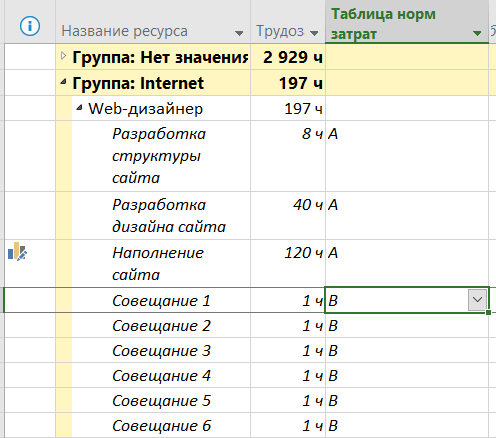 Название ресурса Трудоз Таблица норм
затрат
Группа: Нет значения 2 929 ч
Группа: Internet 197 ч
Web-дизайнер 197 ч
Разработка 8 ч A
структуры
сайта
Разработка 40 ч A
дизайна сайта
Наполнение 120 ч A
сайта
Совещание 1 1 ч B
Совещание 2 1 ч B
Совещание 3 1 ч B
Совещание 4 1 ч B
Совещание 5 1 ч B
Совещание 6 1 ч B